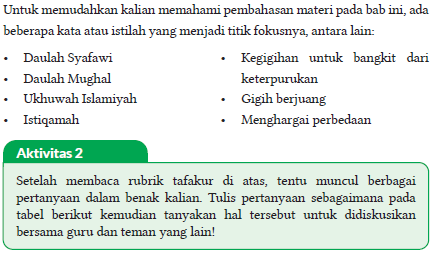 Untuk memudahkan kalian memahami pembahasan materi pada bab ini, ada
beberapa kata atau istilah yang menjadi titik fokusnya, antara lain:
• Daulah Syafawi
• Daulah Mughal
• Ukhuwah Islamiyah
• Istiqamah
• Kegigihan untuk bangkit dari
keterpurukan
• Gigih berjuang
• Menghargai perbedaan
Aktivitas 2
Setelah membaca rubrik tafakur di atas, tentu muncul berbagai
pertanyaan dalam benak kalian. Tulis pertanyaan sebagaimana pada
tabel berikut kemudian tanyakan hal tersebut untuk didiskusikan
bersama guru dan teman yang lain!